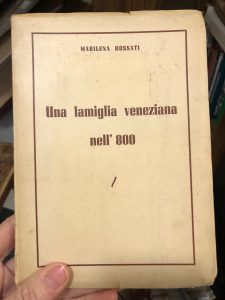 MARILENA ROSSATI
Una famiglia veneziana
nell' 800